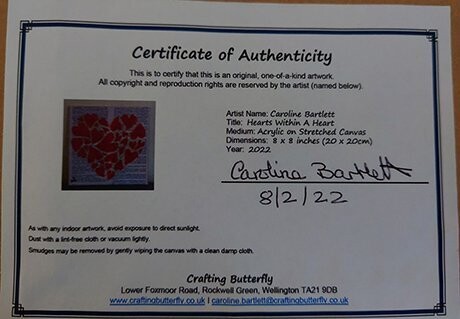 Certificate of Authenticity
This is to certify that this is an original, one-of-a-kind artwork.
All copyright and reproduction rights are reserved by the artist (named below).
Artist Name: Caroline Bartlett
Title: Hearts Within A Heart
Medium: Acrylic on Stretched Canvas
Dimensions: 8 x 8 inches (20 x 20cm)
Year: 2022
Caroline Bartlett
8/2/22
As with any indoor artwork, avoid exposure to direct sunlight.
Dust with a lint-free cloth or vacuum lightly.
Smudges may be removed by gently wiping the canvas with a clean damp cloth.
Crafting Butterfly
Lower Foxmoor Road, Rockwell Green, Wellington TA21 9DB
www.craftingbutterfly.co.uk | caroline.bartlett@craftingbutterfly.co.uk